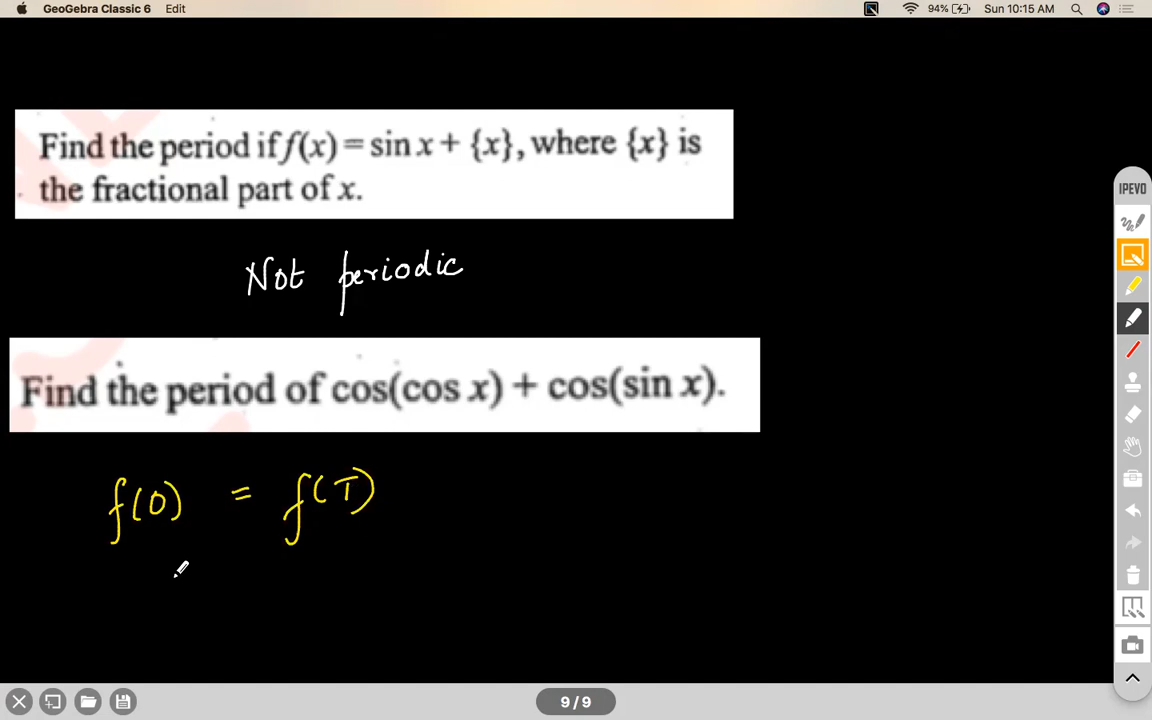 GeoGebra Classic 6 Edit 94% Sun 10:15 AM
Find the period if f(x) = sin x + {x}, where {x} is
the fractional part of x.
Not periodic
Find the period of cos(cos x) + cos(sin x).
f(0) = f(T)
IPEVO
9 / 9